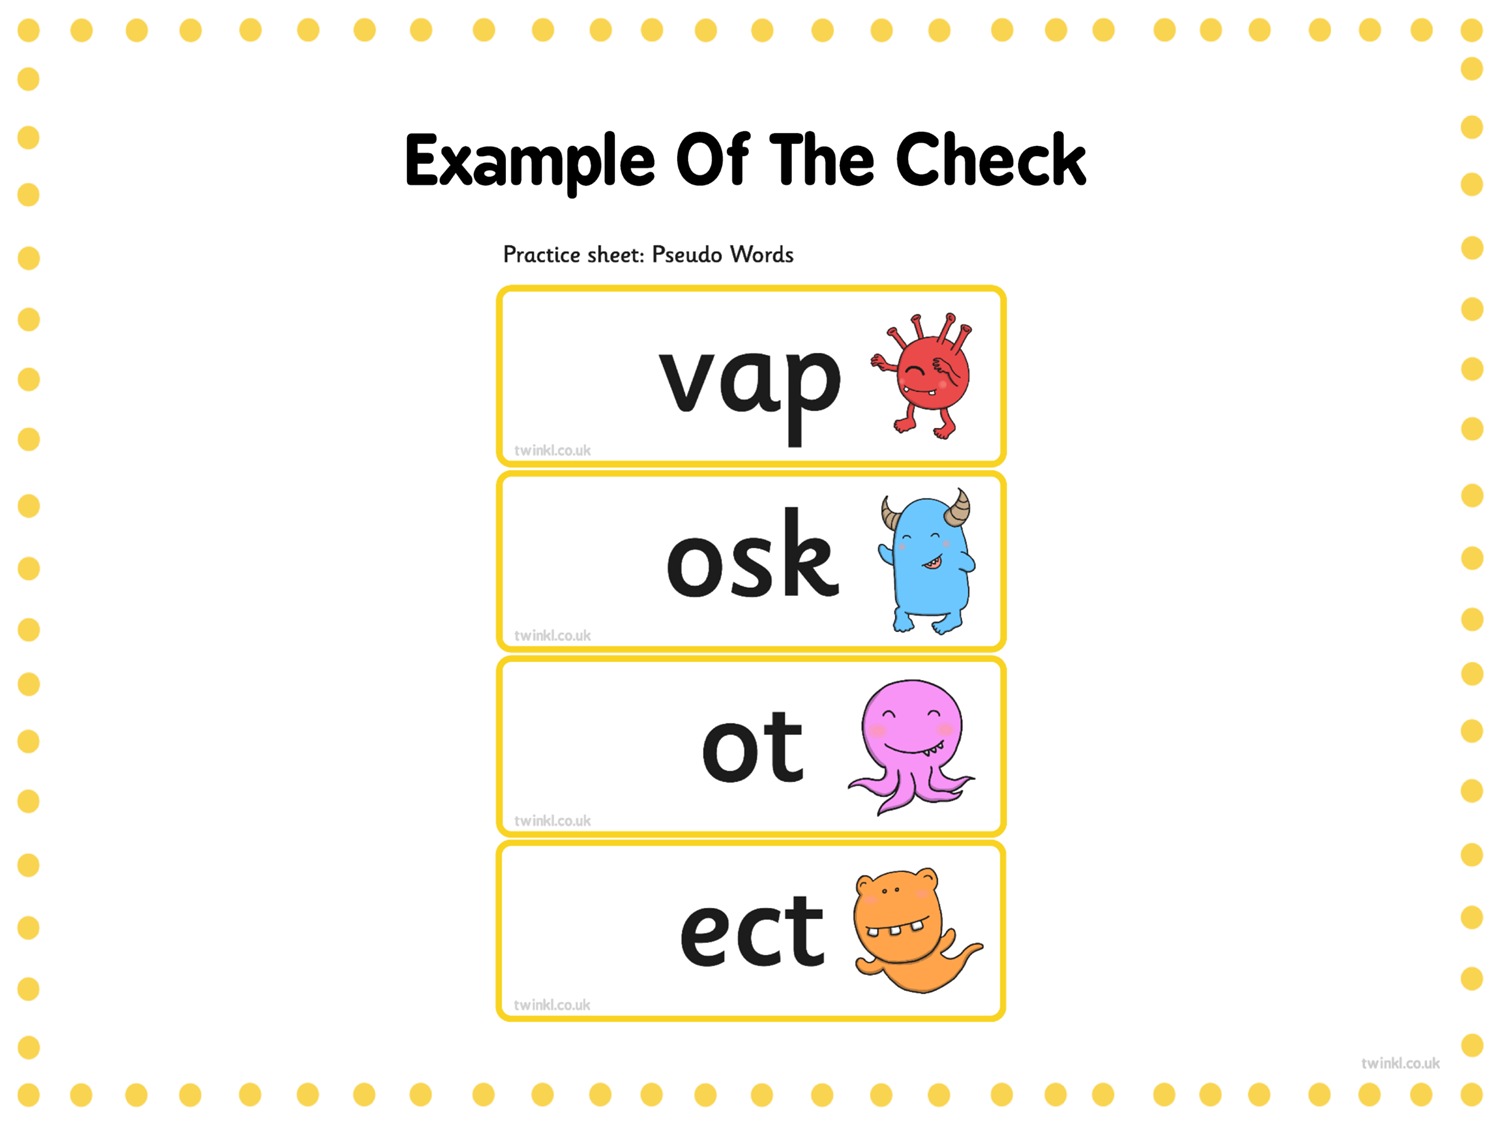 Example Of The Check
Practice sheet: Pseudo Words
vap
twinkl.co.uk
osk
twinkl.co.uk
ot
twinkl.co.uk
ect
twinkl.co.uk
twinkl.co.uk